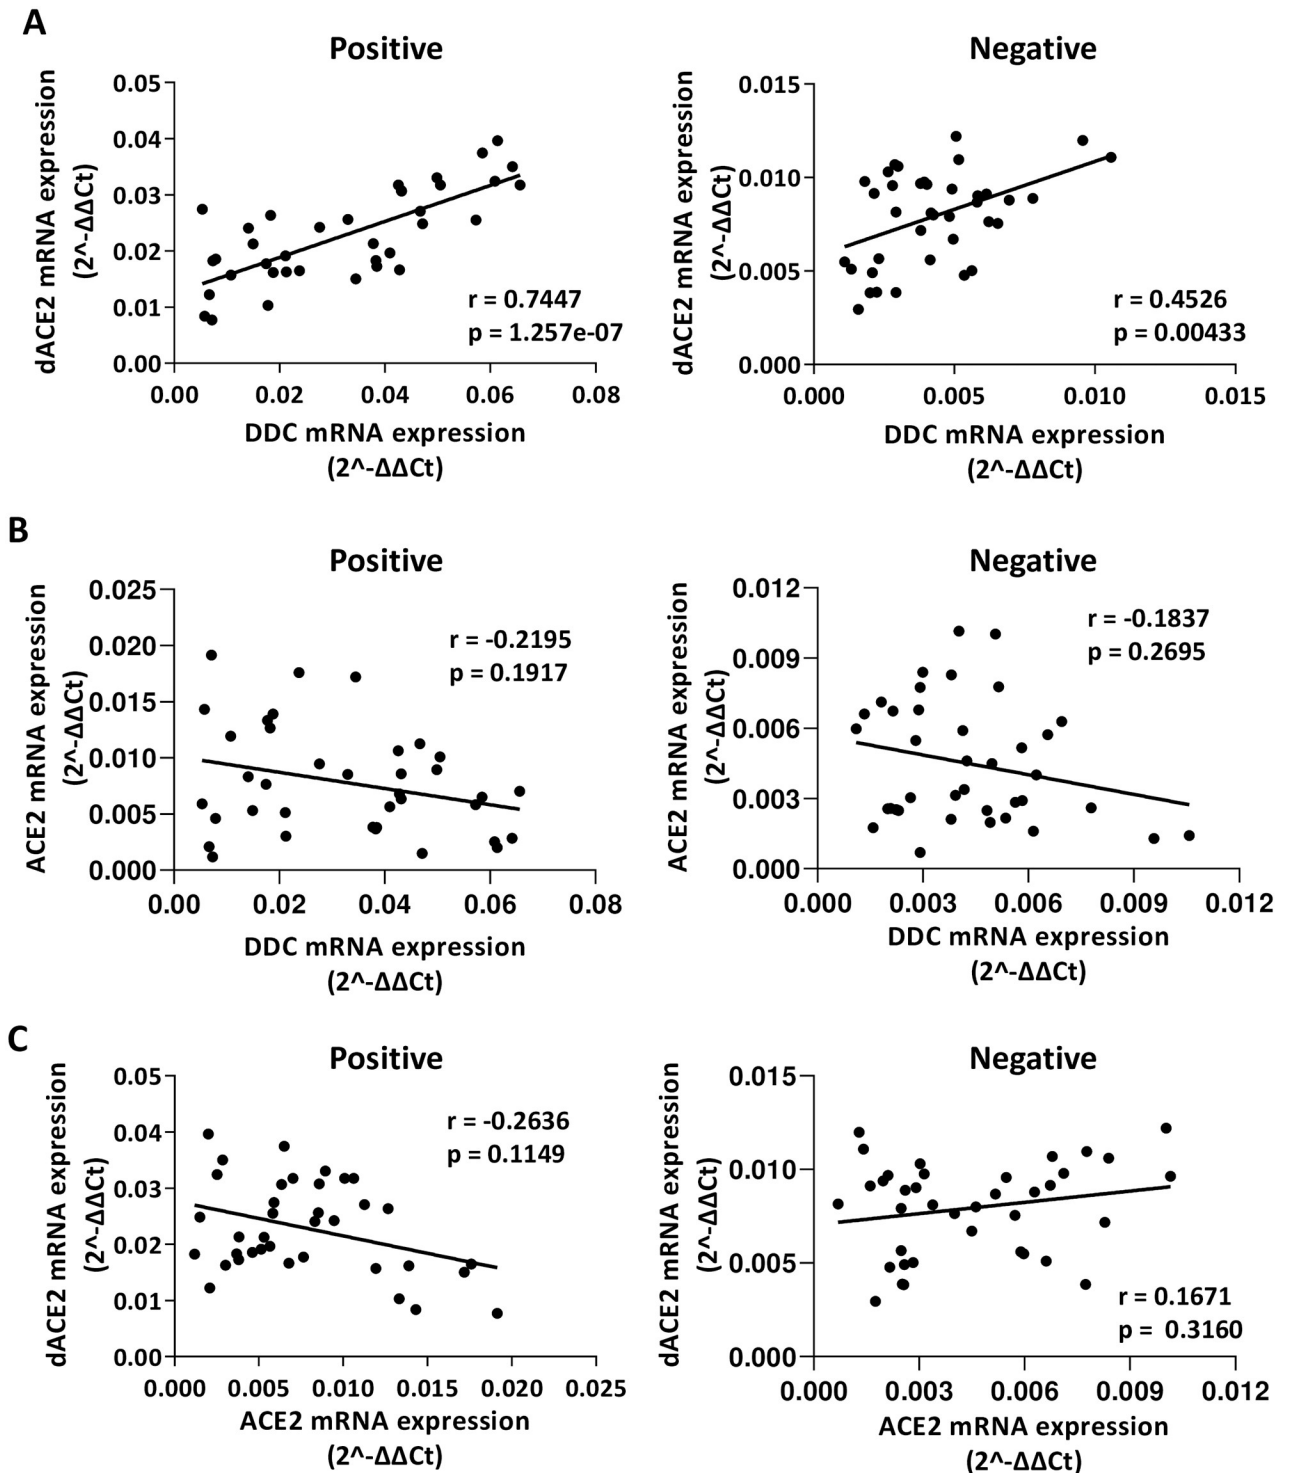 A
Positive
dACE2 mRNA expression
(2^-ΔΔCt)
0.05
0.04
0.03
0.02
0.01
0.00
r = 0.7447
p = 1.257e-07
0.00 0.02 0.04 0.06 0.08
DDC mRNA expression
(2^-ΔΔCt)
Negative
dACE2 mRNA expression
(2^-ΔΔCt)
0.015
0.010
0.005
0.000
r = 0.4526
p = 0.00433
0.000 0.005 0.010 0.015
DDC mRNA expression
(2^-ΔΔCt)
B
Positive
ACE2 mRNA expression
(2^-ΔΔCt)
0.025
0.020
0.015
0.010
0.005
0.000
r = -0.2195
p = 0.1917
0.00 0.02 0.04 0.06 0.08
DDC mRNA expression
(2^-ΔΔCt)
Negative
ACE2 mRNA expression
(2^-ΔΔCt)
0.012
0.009
0.006
0.003
0.000
r = -0.1837
p = 0.2695
0.000 0.003 0.006 0.009 0.012
DDC mRNA expression
(2^-ΔΔCt)
C
Positive
dACE2 mRNA expression
(2^-ΔΔCt)
0.05
0.04
0.03
0.02
0.01
0.00
r = -0.2636
p = 0.1149
0.000 0.005 0.010 0.015 0.020 0.025
ACE2 mRNA expression
(2^-ΔΔCt)
Negative
dACE2 mRNA expression
(2^-ΔΔCt)
0.015
0.010
0.005
0.000
r = 0.1671
p = 0.3160
0.000 0.003 0.006 0.009 0.012
ACE2 mRNA expression
(2^-ΔΔCt)